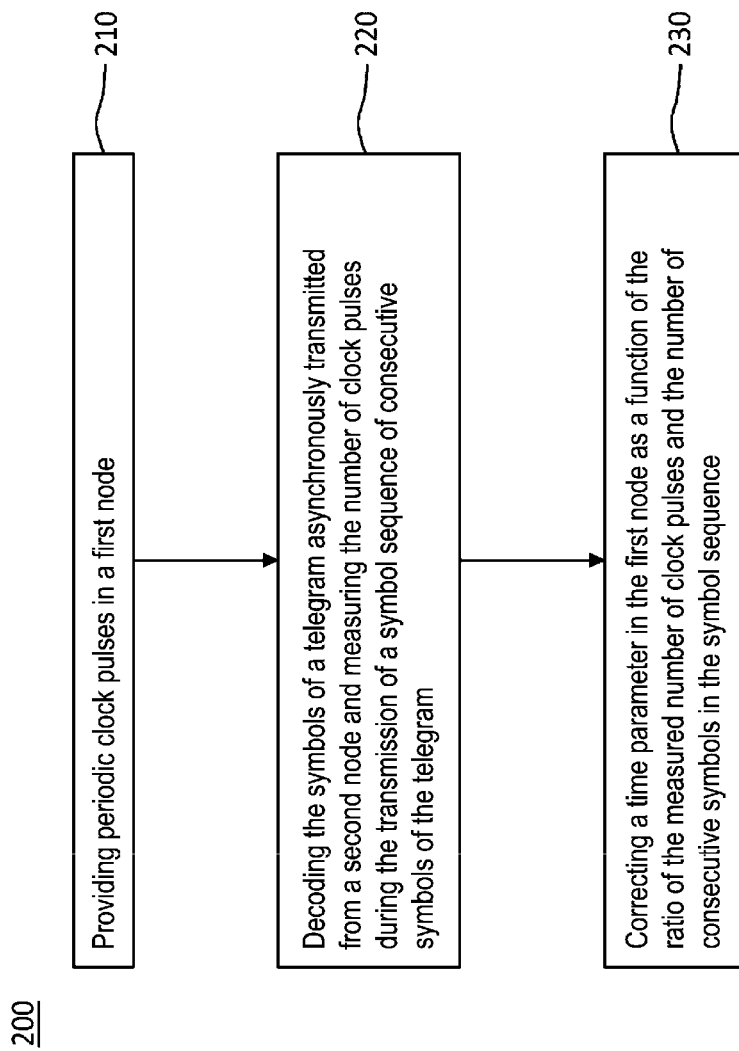 200
Providing periodic clock pulses in a first node
210
Decoding the symbols of a telegram asynchronously transmitted
from a second node and measuring the number of clock pulses
during the transmission of a symbol sequence of consecutive
symbols of the telegram
220
Correcting a time parameter in the first node as a function of the
ratio of the measured number of clock pulses and the number of
consecutive symbols in the symbol sequence
230